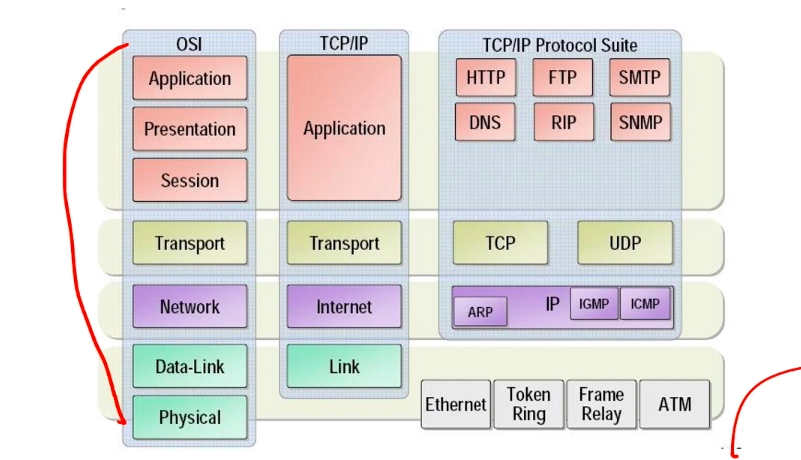 OSI
TCP/IP
TCP/IP Protocol Suite
Application
Presentation
Session
Application
HTTP
FTP
SMTP
DNS
RIP
SNMP
Transport
Transport
TCP
UDP
Network
Internet
ARP
IP
IGMP
ICMP
Data-Link
Link
Physical
Ethernet
Token
Ring
Frame
Relay
ATM